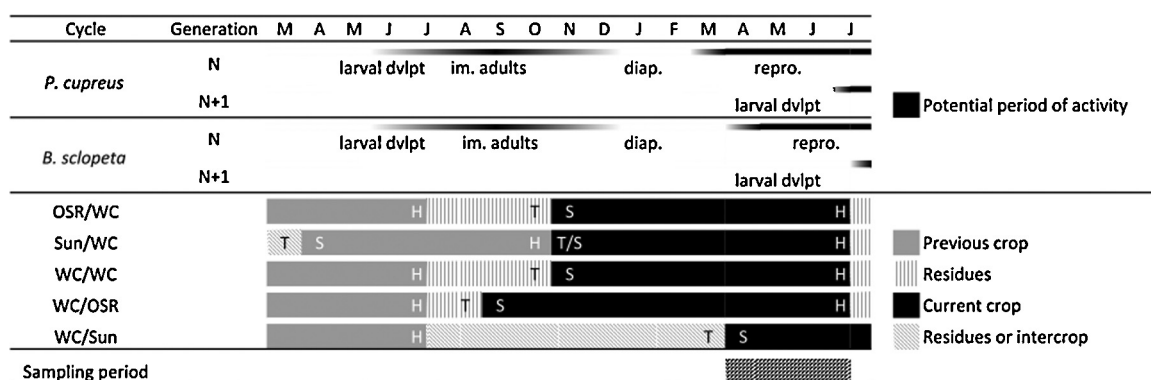 Cycle Generation M A M J J A S O N D J F M A M J J
P. cupreus N larval dvlpt im. adults diap. repro.
N+1 larval dvlpt
Potential period of activity
B. sclopeta N larval dvlpt im. adults diap. repro.
N+1 larval dvlpt
OSR/WC H T S H
Sun/WC T S H T/S H Previous crop
WC/WC H T S H Residues
WC/OSR H T S H Current crop
WC/Sun H T S Residues or intercrop
Sampling period